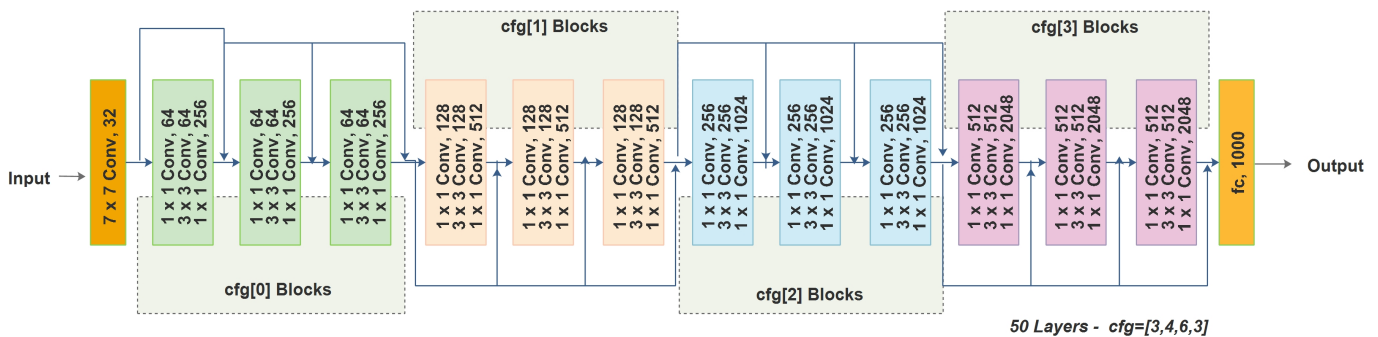 cfg[1] Blocks
cfg[3] Blocks
Input
7 x 7 Conv, 32
1 x 1 Conv, 64
3 x 3 Conv, 64
1 x 1 Conv, 256
1 x 1 Conv, 64
3 x 3 Conv, 64
1 x 1 Conv, 256
1 x 1 Conv, 64
3 x 3 Conv, 64
1 x 1 Conv, 256
1 x 1 Conv, 128
3 x 3 Conv, 128
1 x 1 Conv, 512
1 x 1 Conv, 128
3 x 3 Conv, 128
1 x 1 Conv, 512
1 x 1 Conv, 128
3 x 3 Conv, 128
1 x 1 Conv, 512
1 x 1 Conv, 256
3 x 3 Conv, 256
1 x 1 Conv, 1024
1 x 1 Conv, 256
3 x 3 Conv, 256
1 x 1 Conv, 1024
1 x 1 Conv, 256
3 x 3 Conv, 256
1 x 1 Conv, 1024
1 x 1 Conv, 512
3 x 3 Conv, 512
1 x 1 Conv, 2048
1 x 1 Conv, 512
3 x 3 Conv, 512
1 x 1 Conv, 2048
1 x 1 Conv, 512
3 x 3 Conv, 512
1 x 1 Conv, 2048
fc, 1000
Output
cfg[0] Blocks
cfg[2] Blocks
50 Layers - cfg=[3,4,6,3]